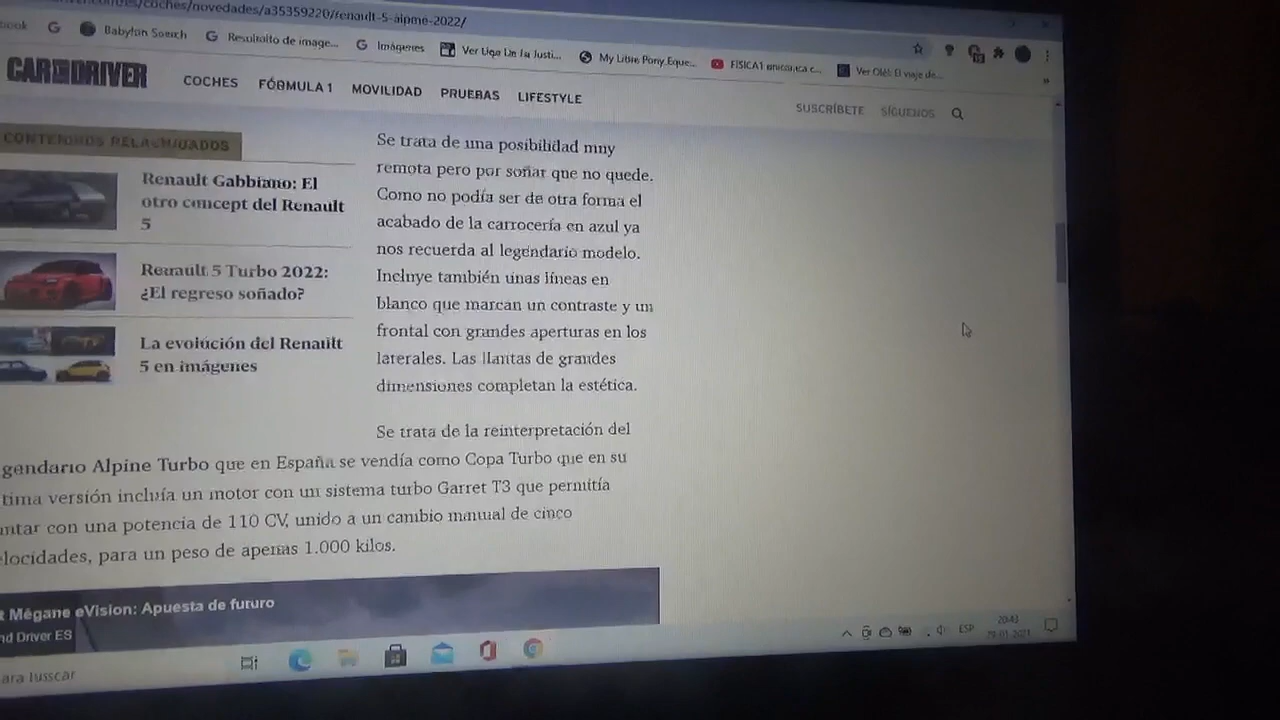 coches/novedades/a35359220/renault-5-alpine-2022/
Babylon Search
Resultado de image...
Imágenes
Ver Liga De La Justi...
My Little Pony Eque...
FÍSICA1
Ver Olé! El viaje de...
CAR AND DRIVER
COCHES FÓRMULA 1 MOVILIDAD PRUEBAS LIFESTYLE
SUSCRÍBETE SÍGUENOS
CONTENIDOS RELACIONADOS
Renault Gabbiano: El
otro concept del Renault
5
Renault 5 Turbo 2022:
¿El regreso soñado?
La evolución del Renault
5 en imágenes
Se trata de una posibilidad muy
remota pero por soñar que no quede.
Como no podía ser de otra forma el
acabado de la carrocería en azul ya
nos recuerda al legendario modelo.
Incluye también unas líneas en
blanco que marcan un contraste y un
frontal con grandes aperturas en los
laterales. Las llantas de grandes
dimensiones completan la estética.
Se trata de la reinterpretación del
gendario Alpine Turbo que en España se vendía como Copa Turbo que en su
tima versión incluía un motor con un sistema turbo Garret T3 que permitía
ntar con una potencia de 110 CV, unido a un cambio manual de cinco
elocidades, para un peso de apenas 1.000 kilos.
t Mégane eVision: Apuesta de futuro
nd Driver ES
ara buscar
ESP
20:43